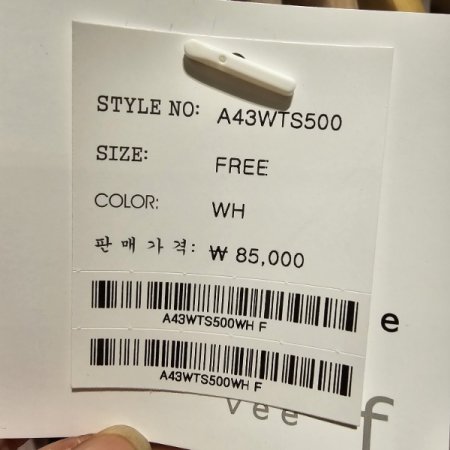 STYLE NO: A43WTS500
SIZE: FREE
COLOR: WH
판매가격: ₩ 85,000
A43WTS500WH F
e
A43WTS500WH F
vee f